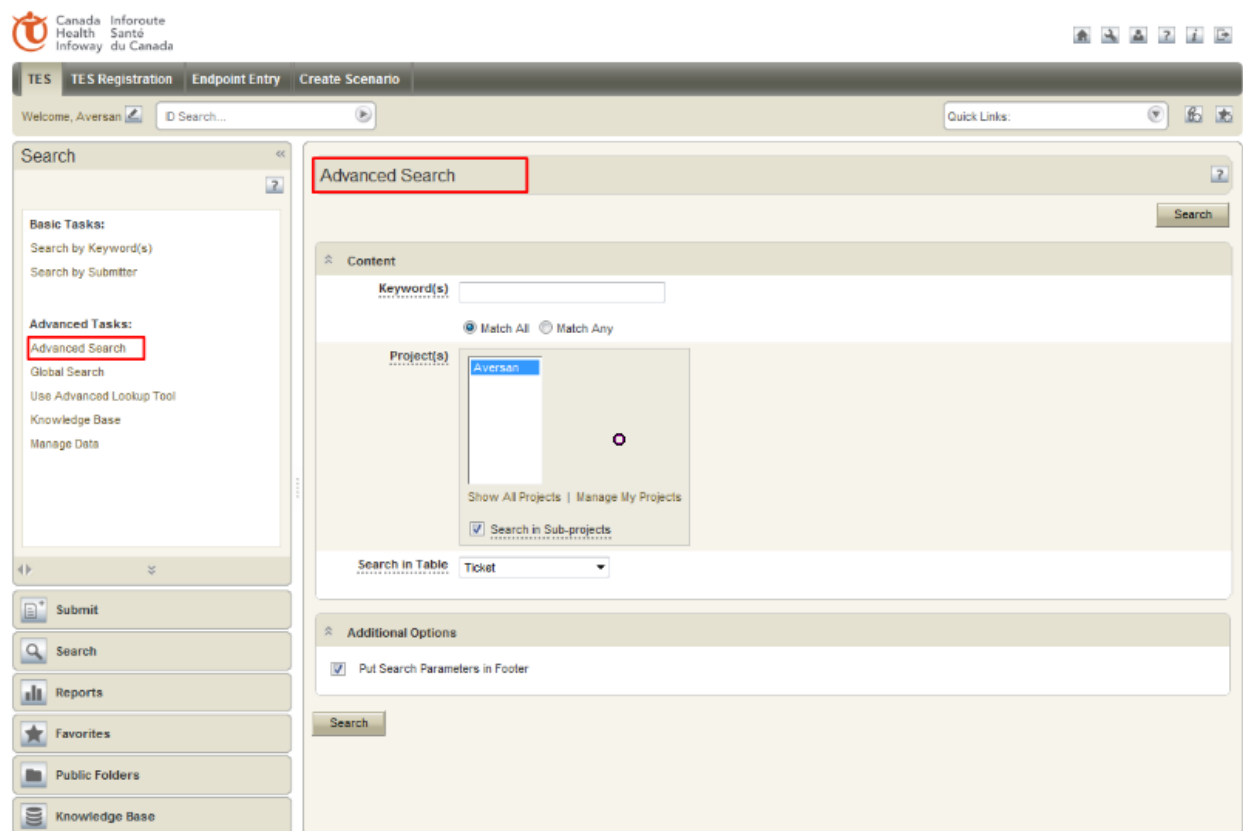 Canada Inforoute
Health Santé
Infoway du Canada
TES TES Registration Endpoint Entry Create Scenario
Welcome, Aversan ID Search... Quick Links:
Search
Basic Tasks:
Search by Keyword(s)
Search by Submitter
Advanced Tasks:
Advanced Search
Global Search
Use Advanced Lookup Tool
Knowledge Base
Manage Data
Submit
Search
Reports
Favorites
Public Folders
Knowledge Base
Advanced Search
Search
Content
Keyword(s)
Match All Match Any
Project(s)
Aversan
Show All Projects | Manage My Projects
Search in Sub-projects
Search in Table Ticket
Additional Options
Put Search Parameters in Footer
Search